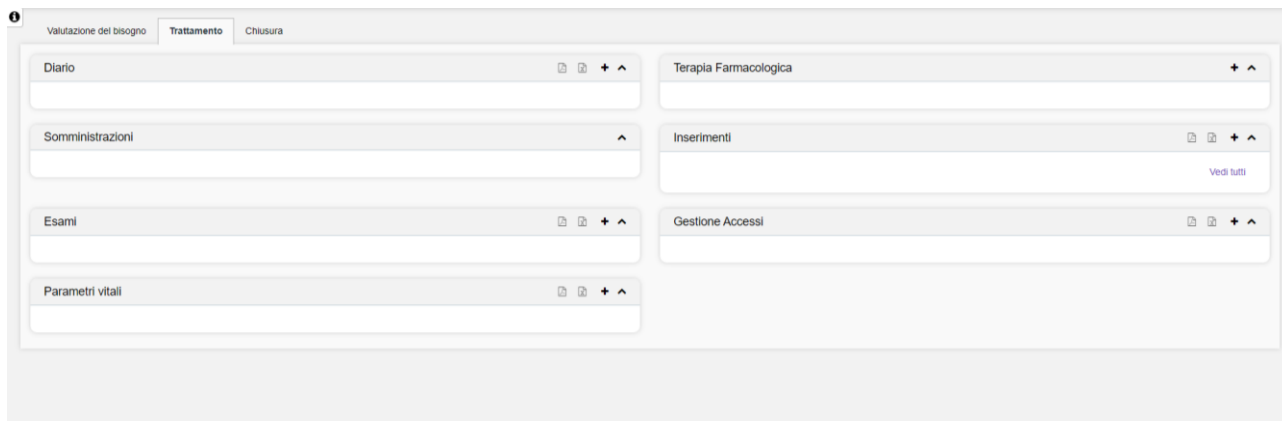 Valutazione del bisogno Trattamento Chiusura
Diario
Terapia Farmacologica
Somministrazioni
Inserimenti
Vedi tutti
Esami
Gestione Accessi
Parametri vitali